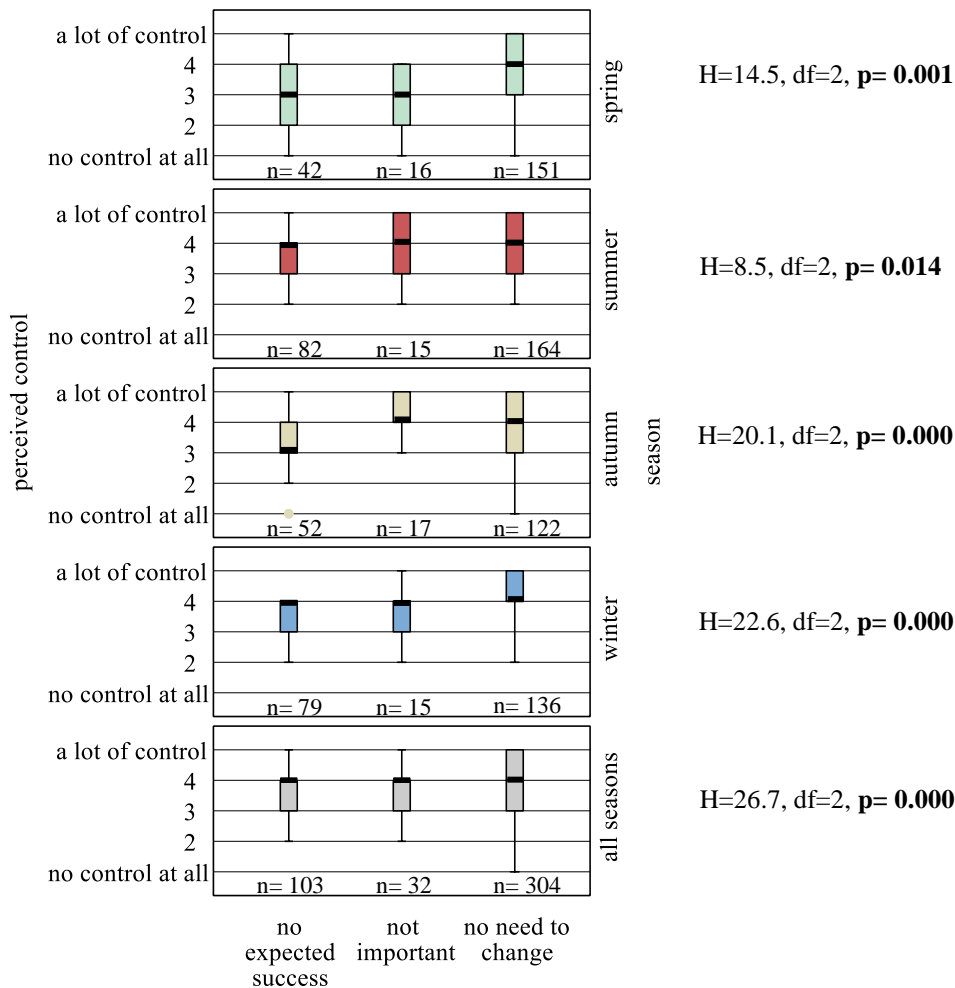 perceived control
a lot of control
4
3
2
no control at all
n= 42 n= 16 n= 151
spring
H=14.5, df=2, p= 0.001
a lot of control
4
3
2
no control at all
n= 82 n= 15 n= 164
summer
H=8.5, df=2, p= 0.014
a lot of control
4
3
2
no control at all
n= 52 n= 17 n= 122
autumn
season
H=20.1, df=2, p= 0.000
a lot of control
4
3
2
no control at all
n= 79 n= 15 n= 136
winter
H=22.6, df=2, p= 0.000
a lot of control
4
3
2
no control at all
n= 103 n= 32 n= 304
all seasons
H=26.7, df=2, p= 0.000
no
expected
success
not
important
no need to
change